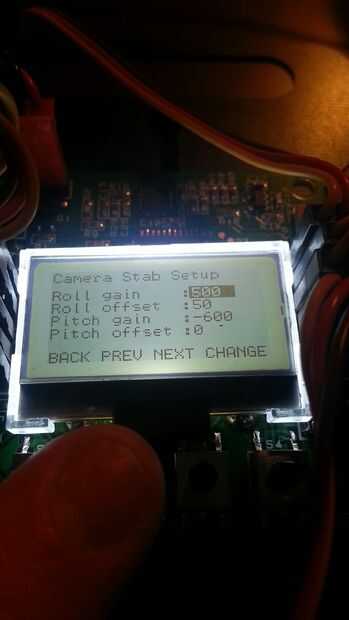 Camera Stab Setup
Roll gain :500
Roll offset :50
Pitch gain :-600
Pitch offset :0
BACK PREV NEXT CHANGE
S4